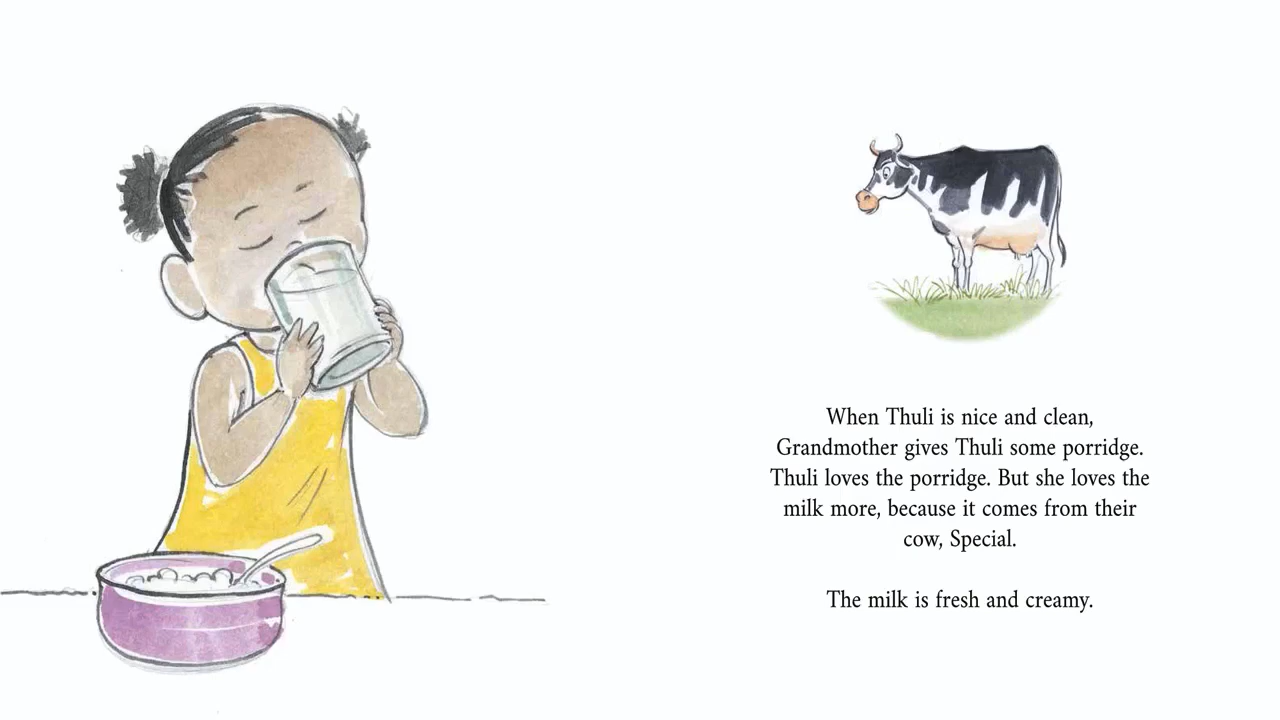 When Thuli is nice and clean,
Grandmother gives Thuli some porridge.
Thuli loves the porridge. But she loves the
milk more, because it comes from their
cow, Special.
The milk is fresh and creamy.